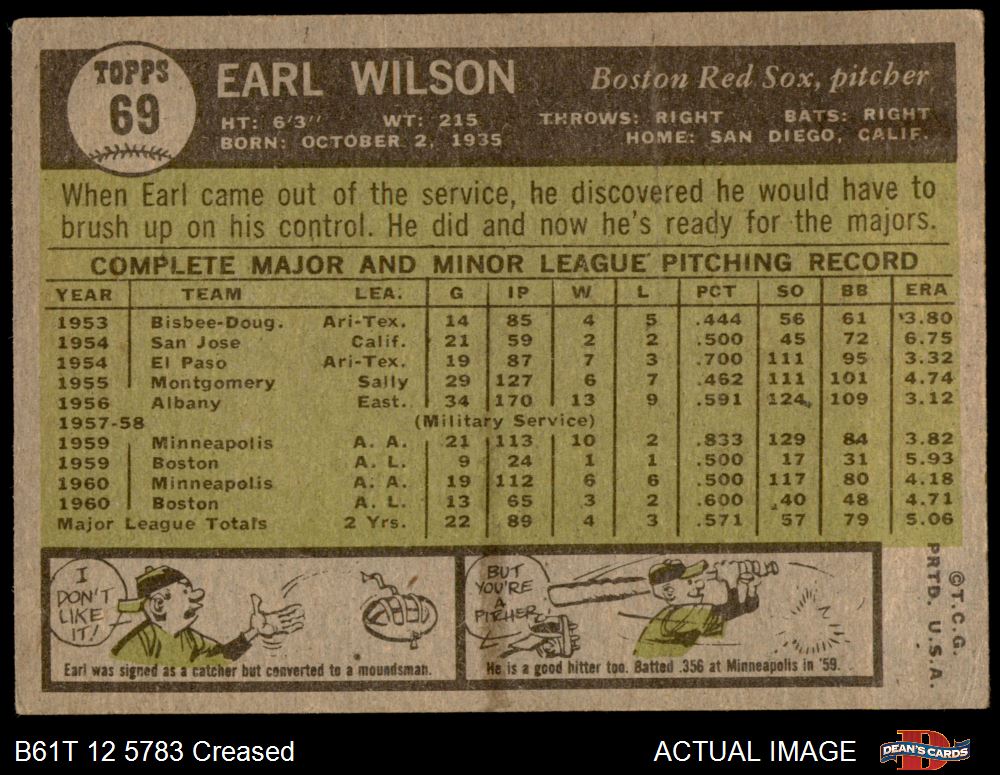 TOPPS
69
EARL WILSON
Boston Red Sox, pitcher
HT: 6'3" WT: 215 THROWS: RIGHT BATS: RIGHT
BORN: OCTOBER 2, 1935 HOME: SAN DIEGO, CALIF.
When Earl came out of the service, he discovered he would have to
brush up on his control. He did and now he's ready for the majors.
COMPLETE MAJOR AND MINOR LEAGUE PITCHING RECORD
YEAR TEAM LEA. G IP W L PCT SO BB ERA
1953 Bisbee-Doug. Ari-Tex. 14 85 4 5 .444 56 61 3.80
1954 San Jose Calif. 21 59 2 2 .500 45 72 6.75
1954 El Paso Ari-Tex. 19 87 7 3 .700 111 95 3.32
1955 Montgomery Sally 29 127 6 7 .462 111 101 4.74
1956 Albany East. 34 170 13 9 .591 124 109 3.12
1957-58 (Military Service)
1959 Minneapolis A. A. 21 113 10 2 .833 129 84 3.82
1959 Boston A. L. 9 24 1 1 .500 17 31 5.93
1960 Minneapolis A. A. 19 112 6 6 .500 117 80 4.18
1960 Boston A. L. 13 65 3 2 .600 40 48 4.71
Major League Totals 2 Yrs. 22 89 4 3 .571 57 79 5.06
I
DON'T
LIKE
IT!
Earl was signed as a catcher but converted to a moundsman.
BUT
YOU'RE
A
PITCHER
He is a good hitter too. Batted .356 at Minneapolis in '59.
©T.C.G.
PRTD. U.S.A.
B61T 12 5783 Creased
ACTUAL IMAGE
DEAN'S CARDS